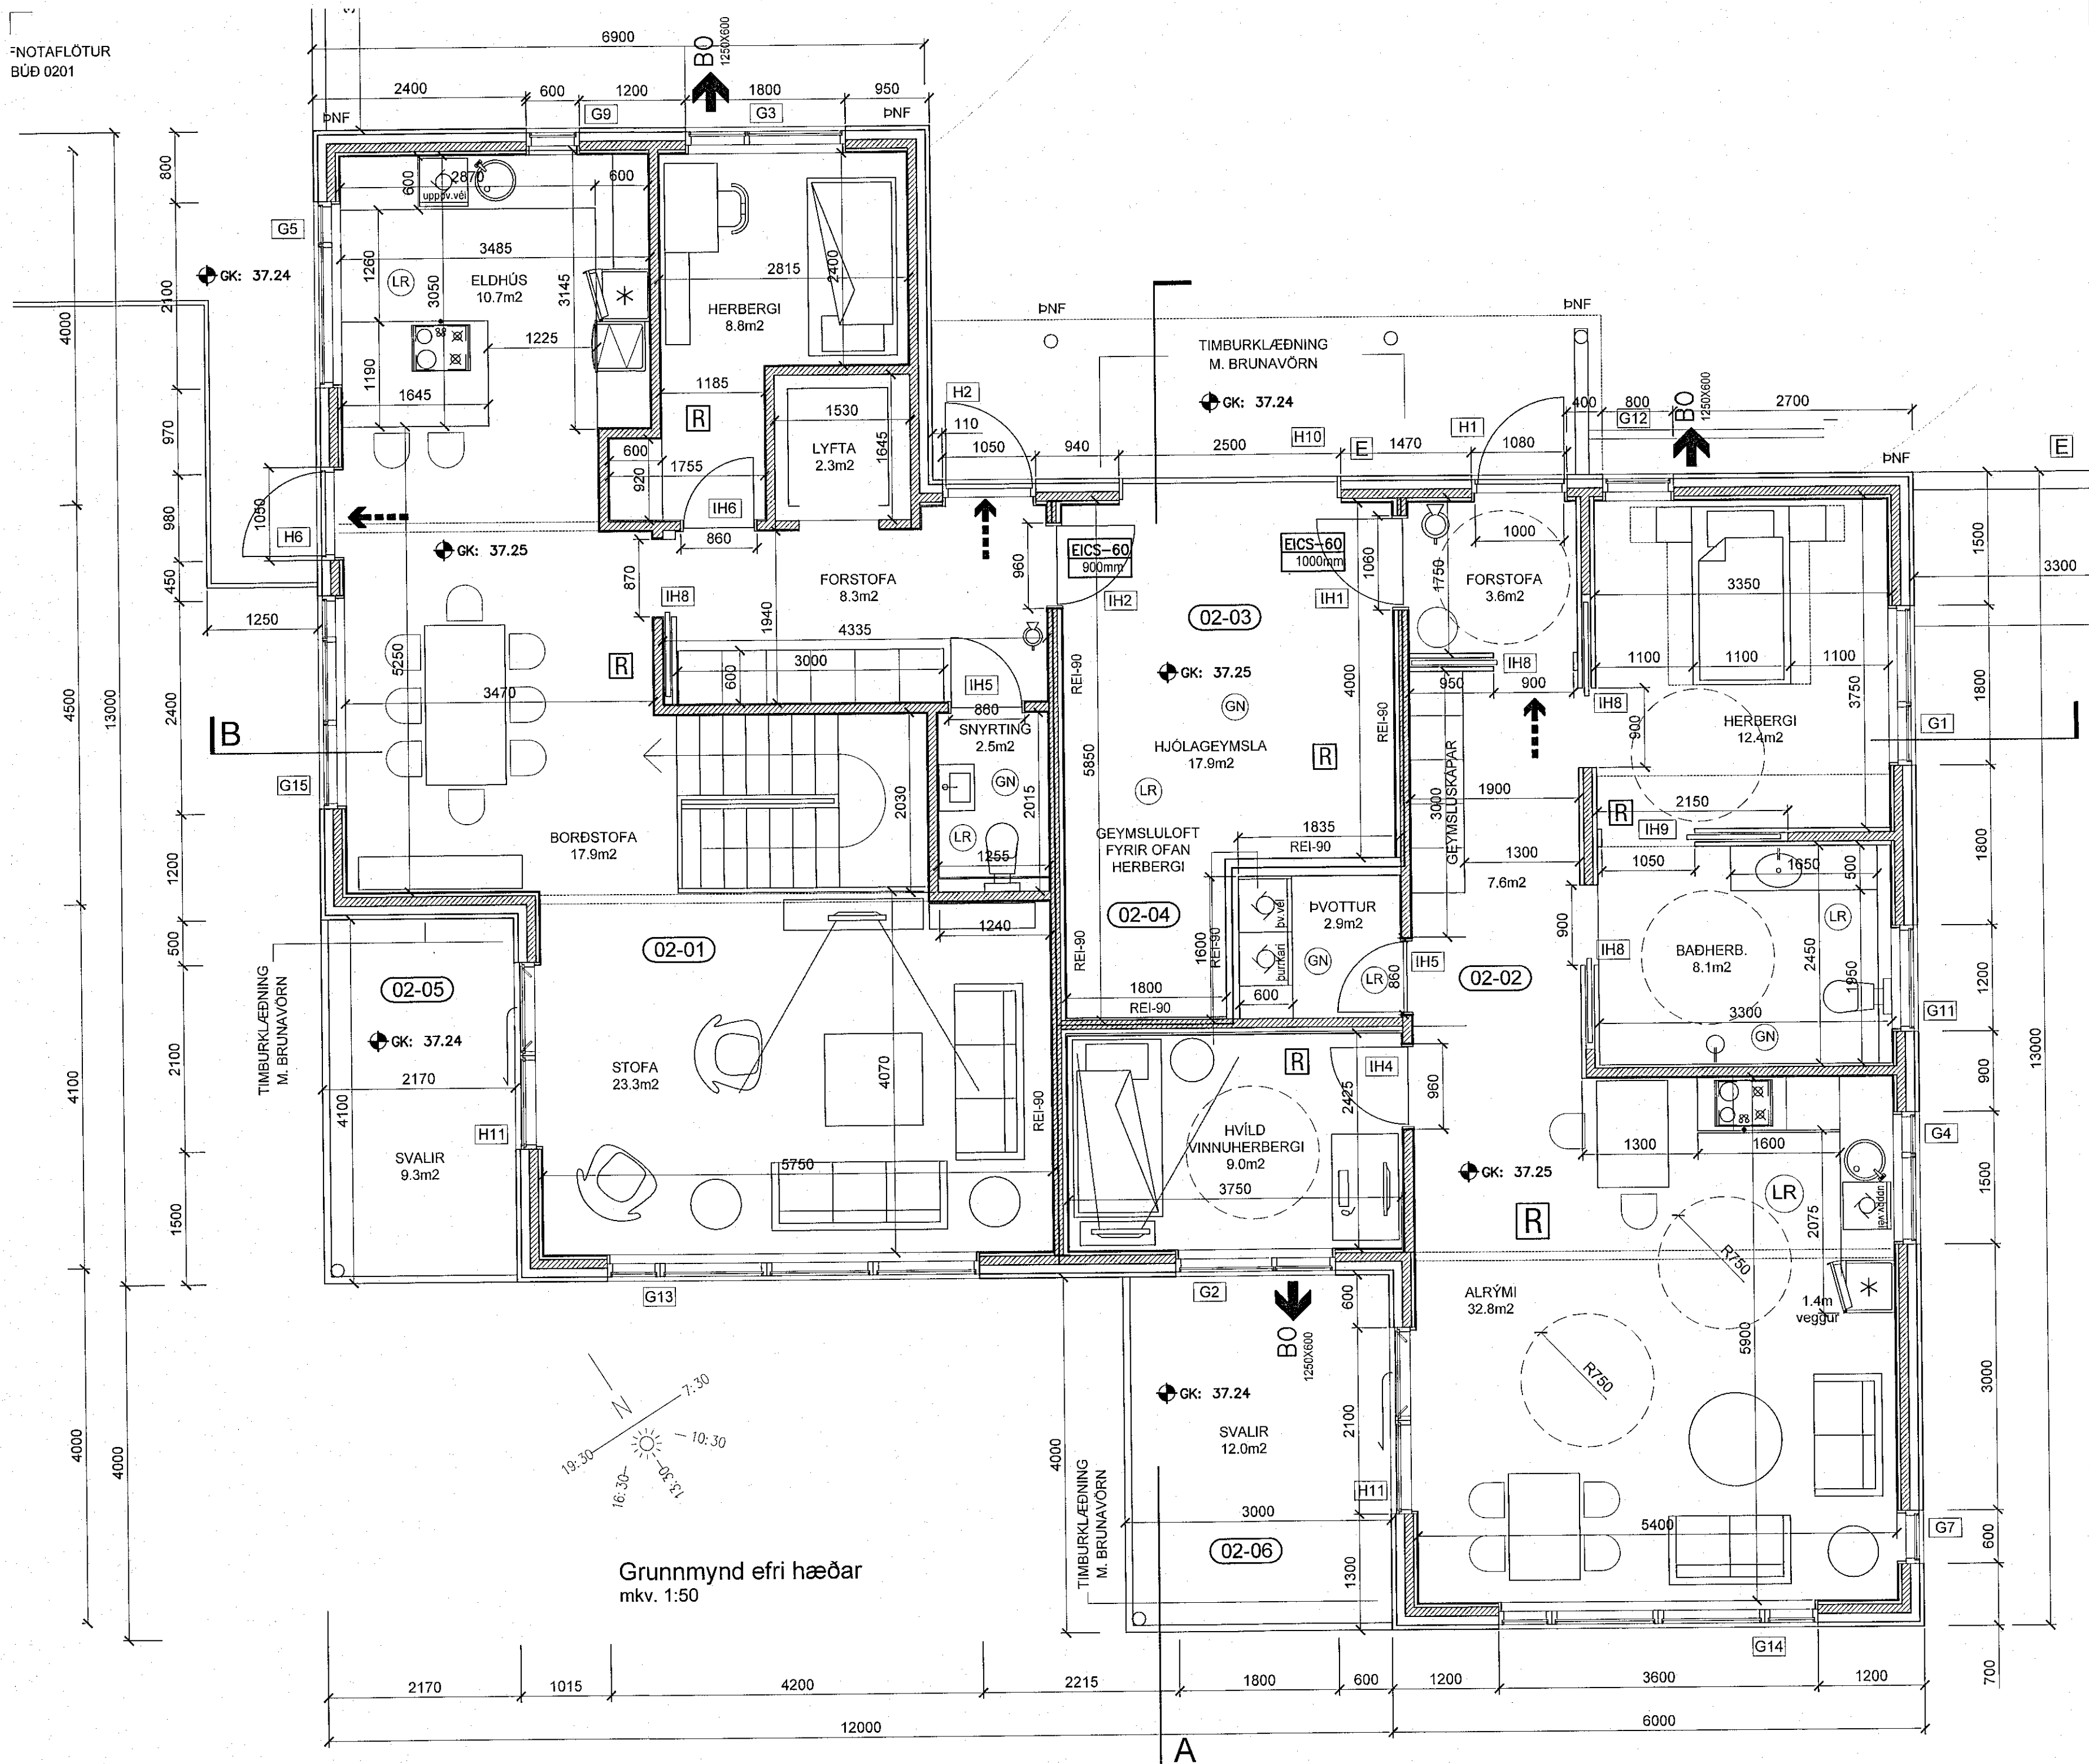 FNOTAFLÖTUR
BÚÐ 0201
6900
BO
1250X600
2400
600
1200
1800
950
G9
G3
ÞNF
ÞNF
800
2100
970
980
450
2400
1200
500
2100
1500
4000
4500
4100
4000
13000
4000
G5
GK: 37.24
H6
1050
1250
G15
B
600
2870
uppþv.vél
600
3485
1260
LR
3050
ELDHÚS
10.7m2
3145
1190
1225
1645
HERBERGI
8.8m2
2815
2400
1185
R
1530
LYFTA
2.3m2
1645
600
920
1755
IH6
860
GK: 37.25
870
IH8
FORSTOFA
8.3m2
960
1940
4335
3000
600
IH5
860
5250
3470
R
BORÐSTOFA
17.9m2
2030
SNYRTING
2.5m2
GN
2015
LR
1255
1240
H2
110
1050
940
2500
H10
E
1470
H1
1080
400
800
G12
BO
1250X600
2700
ÞNF
ÞNF
ÞNF
E
TIMBURKLÆÐNING
M. BRUNAVÖRN
GK: 37.24
EICS-60
900mm
IH2
EICS-60
1000mm
1060
IH1
02-03
GK: 37.25
GN
HJÓLAGEYMSLA
17.9m2
LR
REI-90
5850
4000
REI-90
R
GEYMSLULOFT
FYRIR OFAN
HERBERGI
02-04
1835
REI-90
REI-90
1600
REI-90
1800
REI-90
ÞVOTTUR
2.9m2
þv.vél
þurrkari
GN
LR
600
860
IH5
1750
1000
FORSTOFA
3.6m2
IH8
950
900
GEYMSLUSKÁPAR
3000
1900
1300
7.6m2
02-02
3350
1100
1100
1100
IH8
900
HERBERGI
12.4m2
3750
R
2150
IH9
1050
1650
500
900
IH8
BAÐHERB.
8.1m2
LR
2450
1950
3300
GN
1500
1800
1800
1200
900
1500
3000
600
700
13000
3300
G1
G11
G4
G7
02-05
GK: 37.24
2170
4100
SVALIR
9.3m2
TIMBURKLÆÐNING
M. BRUNAVÖRN
H11
02-01
STOFA
23.3m2
4070
5750
REI-90
G13
HVÍLD
VINNUHERBERGI
9.0m2
3750
2425
R
IH4
960
G2
BO
1250X600
GK: 37.25
R
1300
1600
LR
2075
uppþv.vél
R750
1.4m
veggur
ALRÝMI
32.8m2
5900
R750
5400
G14
600
2100
1300
H11
GK: 37.24
SVALIR
12.0m2
3000
02-06
4000
TIMBURKLÆÐNING
M. BRUNAVÖRN
N
7:30
10:30
13:30
16:30
19:30
Grunnmynd efri hæðar
mkv. 1:50
2170
1015
4200
2215
1800
600
1200
3600
1200
12000
6000
A